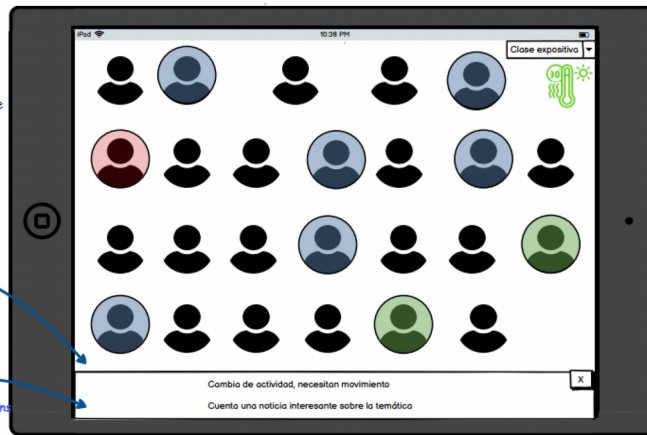 iPad
10:38 PM
Clase expositiva
30
X
Cambia de actividad, necesitan movimiento
Cuenta una noticia interesante sobre la temática